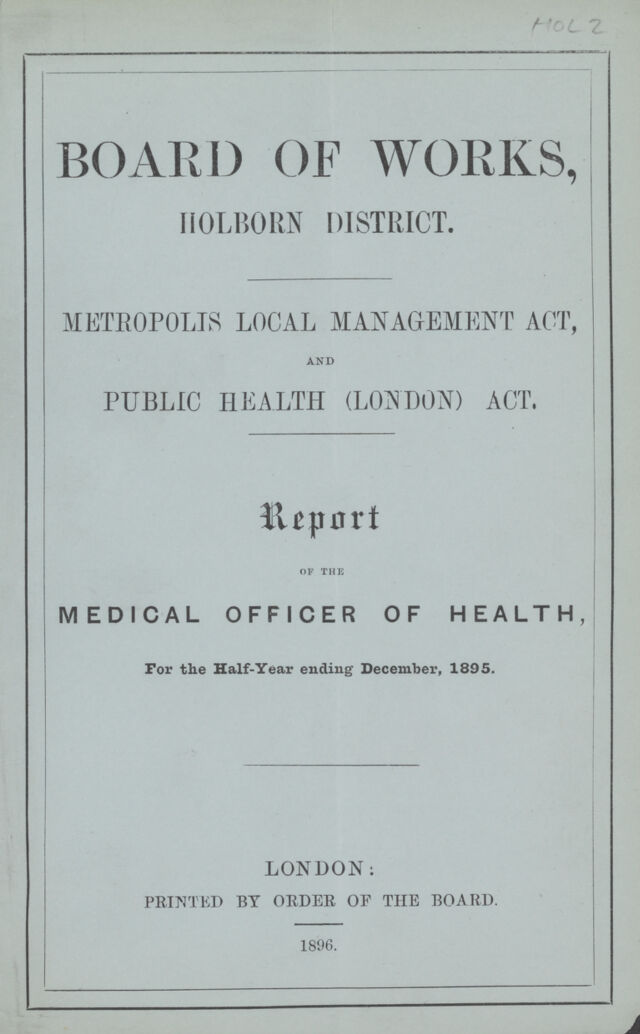 HOL 2
BOARD OF WORKS,
HOLBORN DISTRICT.
METROPOLIS LOCAL MANAGEMENT ACT,
AND
PUBLIC HEALTH (LONDON) ACT.
Report
OF THE
MEDICAL OFFICER OF HEALTH,
For the Half-Year ending December, 1895.
LONDON:
PRINTED BY ORDER OF THE BOARD.
1896.